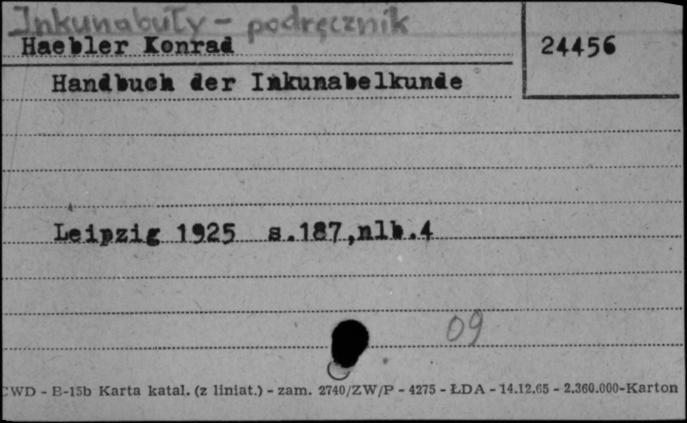 Inkunabuły - podręcznik
Haebler Konrad
24456
Handbuch der Inkunabelkunde
Leipzig 1925 s.187,nlb.4
09
CWD - B-15b Karta katal. (z liniat.) - zam. 2740/ZW/P - 4275 - ŁDA - 14.12.65 - 2.360.000-Karton